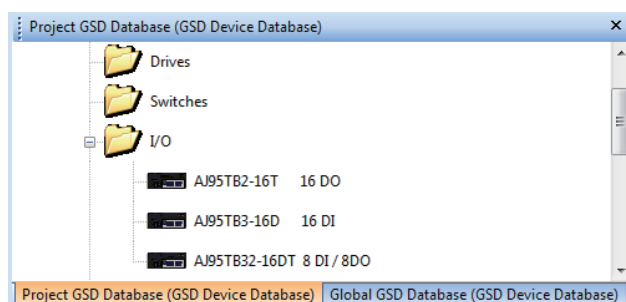 Project GSD Database (GSD Device Database)
Drives
Switches
I/O
AJ95TB2-16T 16 DO
AJ95TB3-16D 16 DI
AJ95TB32-16DT 8 DI / 8DO
Project GSD Database (GSD Device Database) Global GSD Database (GSD Device Database)